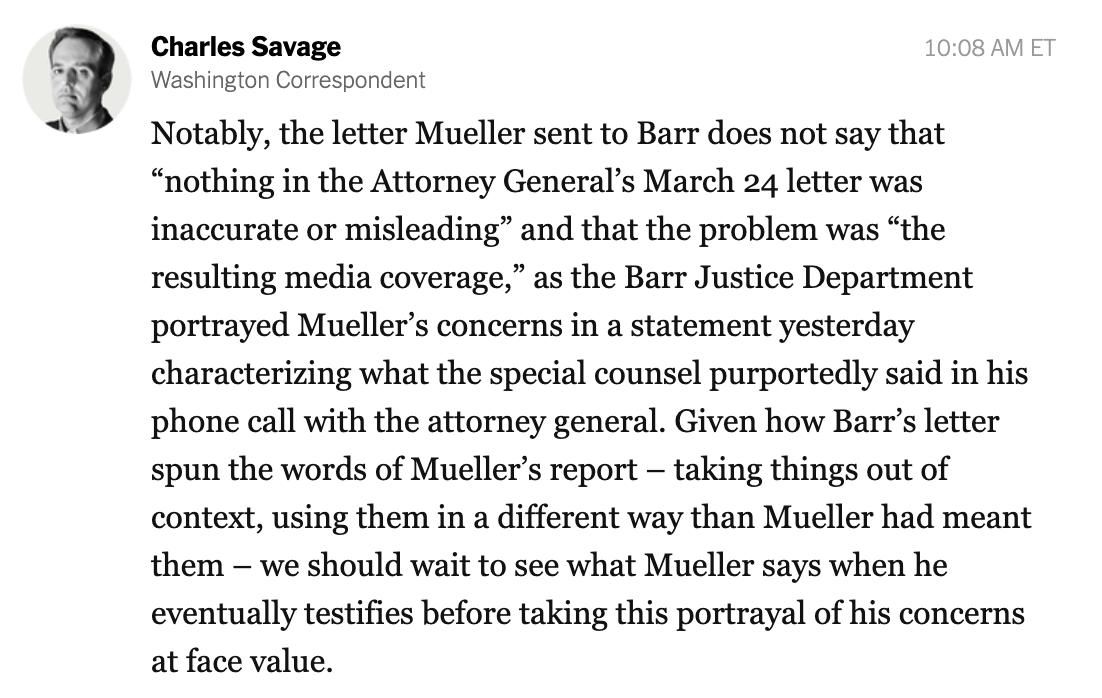 Charles Savage
10:08 AM ET
Washington Correspondent
Notably, the letter Mueller sent to Barr does not say that
“nothing in the Attorney General’s March 24 letter was
inaccurate or misleading” and that the problem was “the
resulting media coverage,” as the Barr Justice Department
portrayed Mueller’s concerns in a statement yesterday
characterizing what the special counsel purportedly said in his
phone call with the attorney general. Given how Barr’s letter
spun the words of Mueller’s report – taking things out of
context, using them in a different way than Mueller had meant
them – we should wait to see what Mueller says when he
eventually testifies before taking this portrayal of his concerns
at face value.